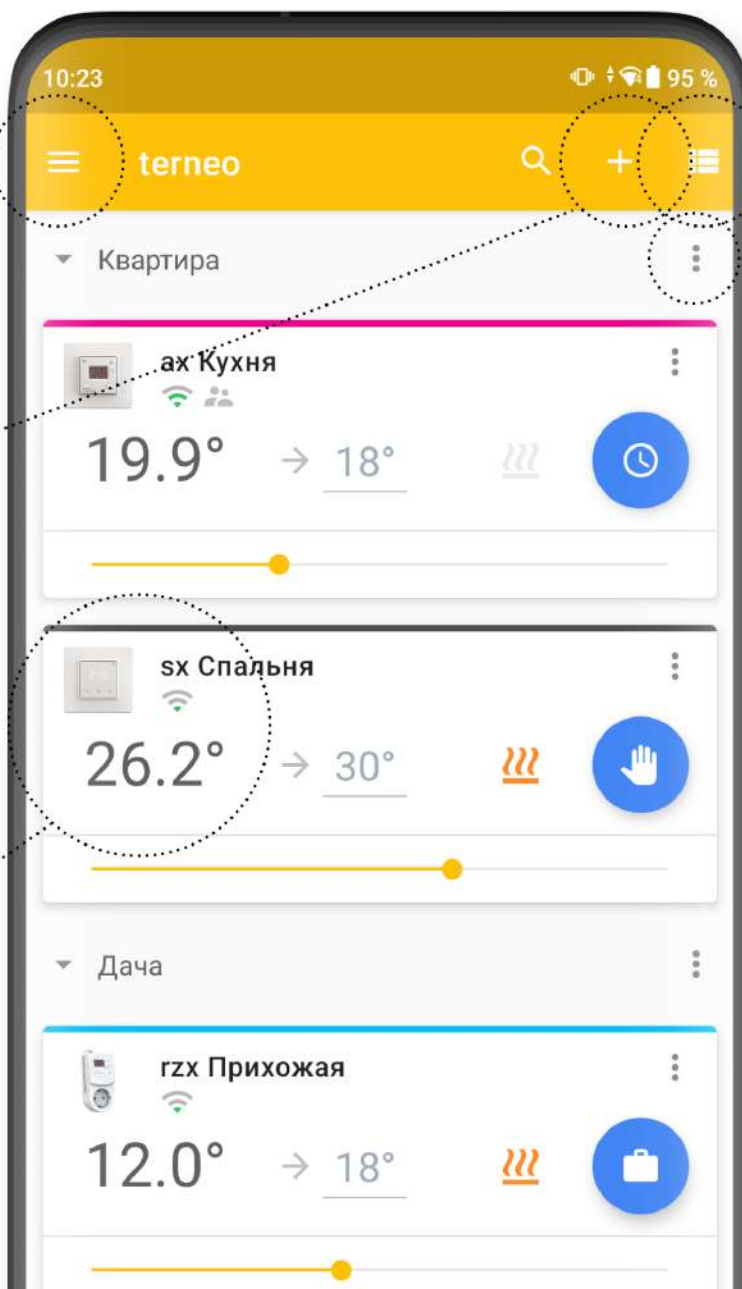 10:23 95 %
terneo
Квартира
ax Кухня
19.9° → 18°
sx Спальня
26.2° → 30°
Дача
rzx Прихожая
12.0° → 18°